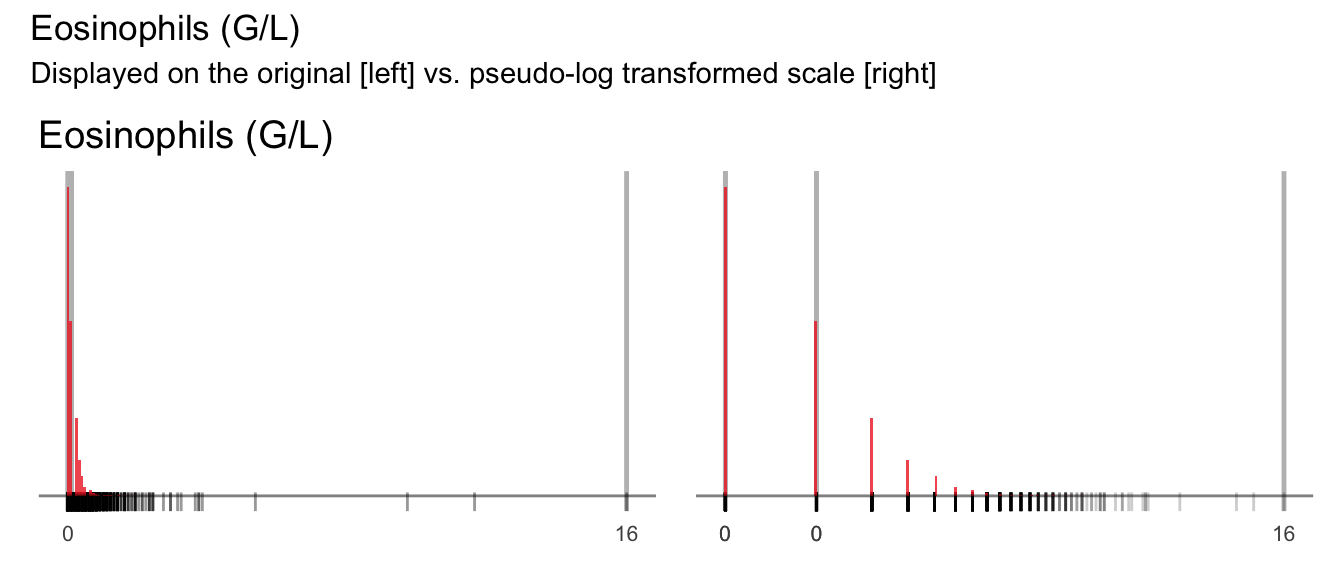 Eosinophils (G/L)
Displayed on the original [left] vs. pseudo-log transformed scale [right]
Eosinophils (G/L)
0 16 0 0 16